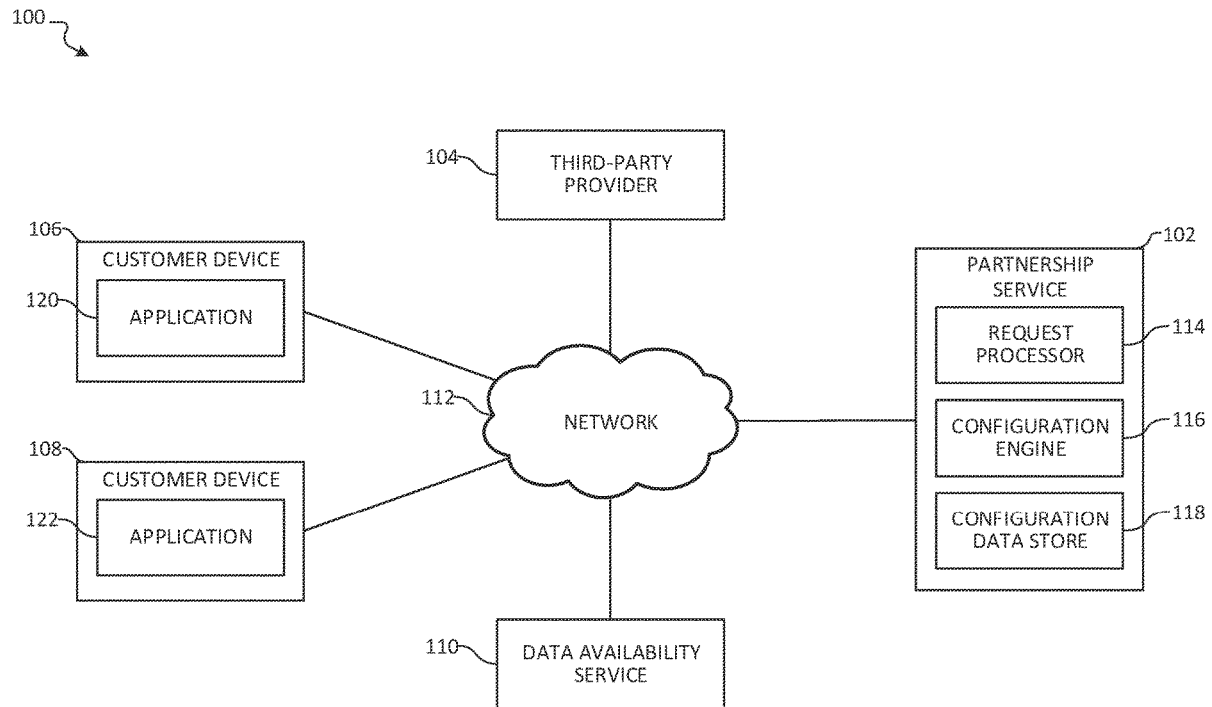 100
104
THIRD-PARTY
PROVIDER
106
CUSTOMER DEVICE
120
APPLICATION
102
PARTNERSHIP
SERVICE
REQUEST
PROCESSOR
114
112
NETWORK
CONFIGURATION
ENGINE
116
108
CUSTOMER DEVICE
122
APPLICATION
CONFIGURATION
DATA STORE
118
110
DATA AVAILABILITY
SERVICE